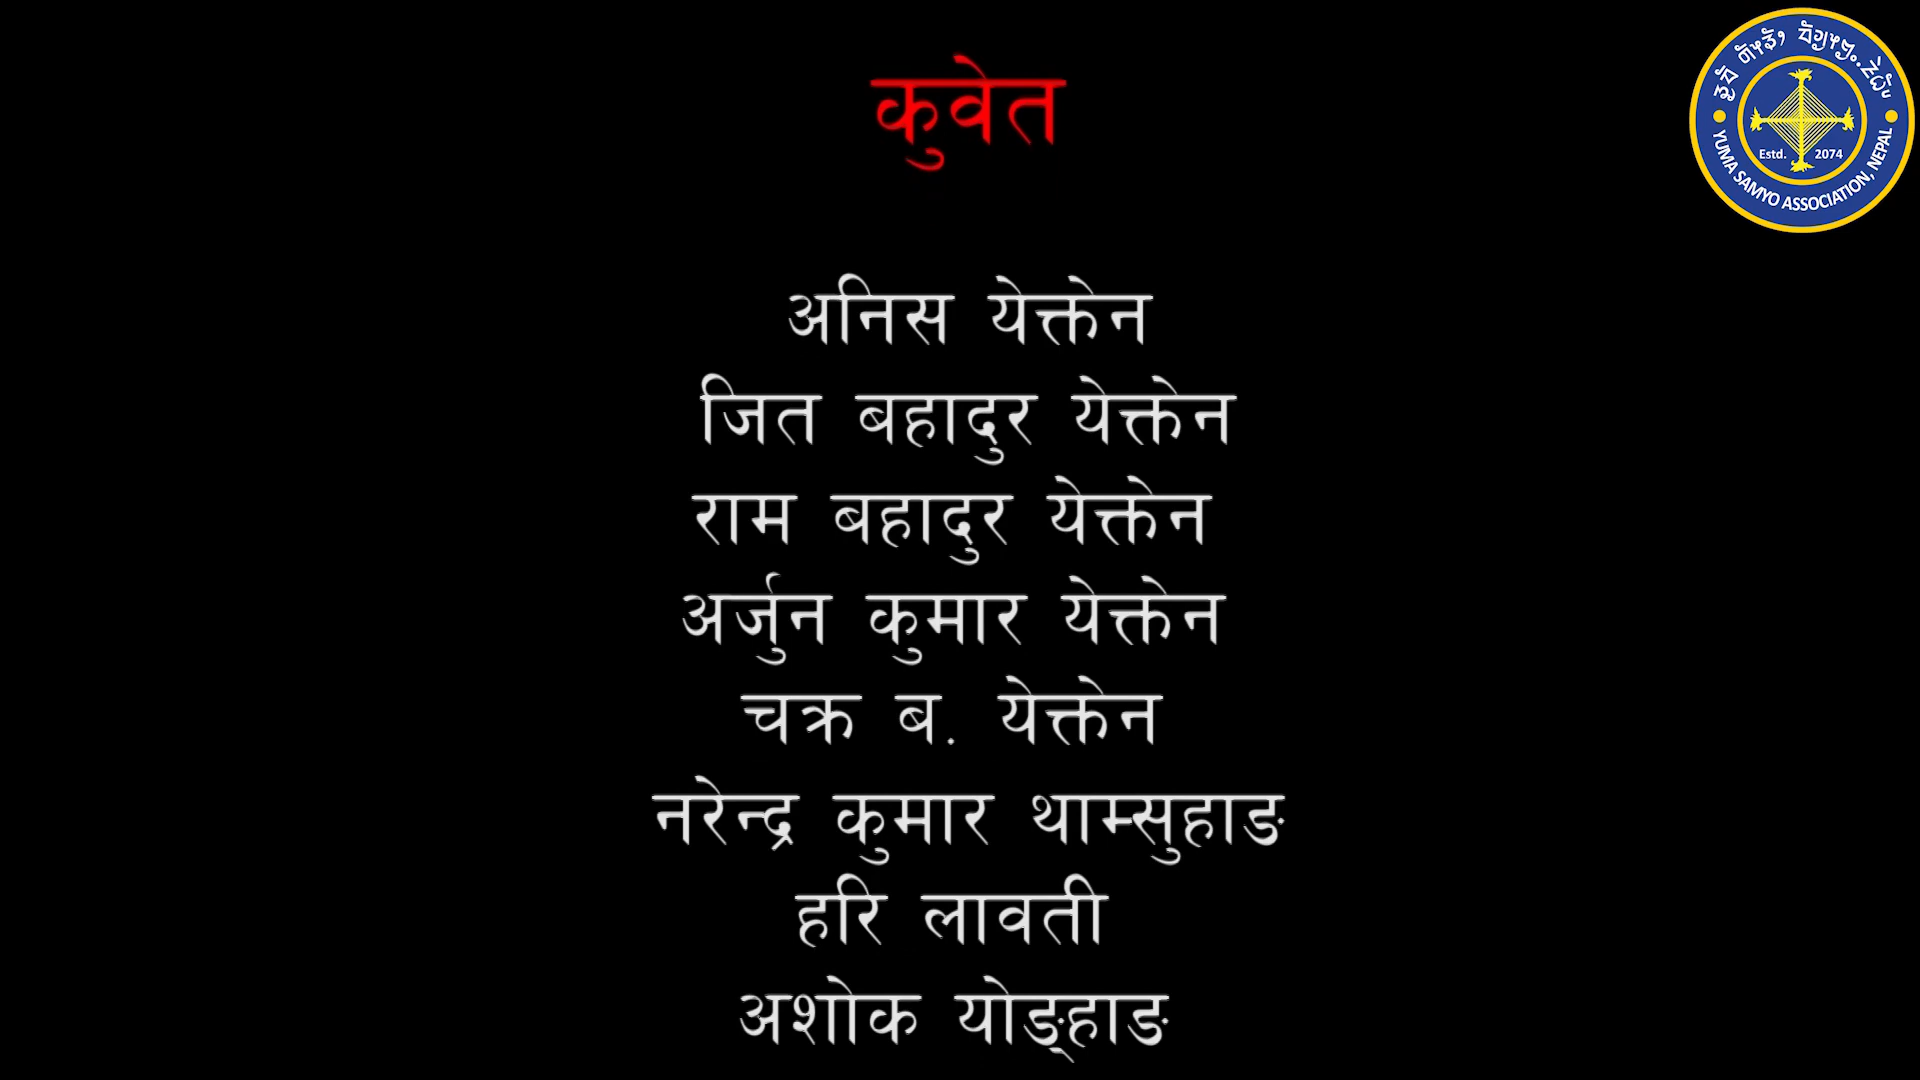 कुवेत
अनिस येक्तेन
जित बहादुर येक्तेन
राम बहादुर येक्तेन
अर्जुन कुमार येक्तेन
चक्र ब. येक्तेन
नरेन्द्र कुमार थाम्सुहाङ
हरि लावती
अशोक योङ्हाङ
Estd. 2074
YUMA SAMYO ASSOCIATION, NEPAL